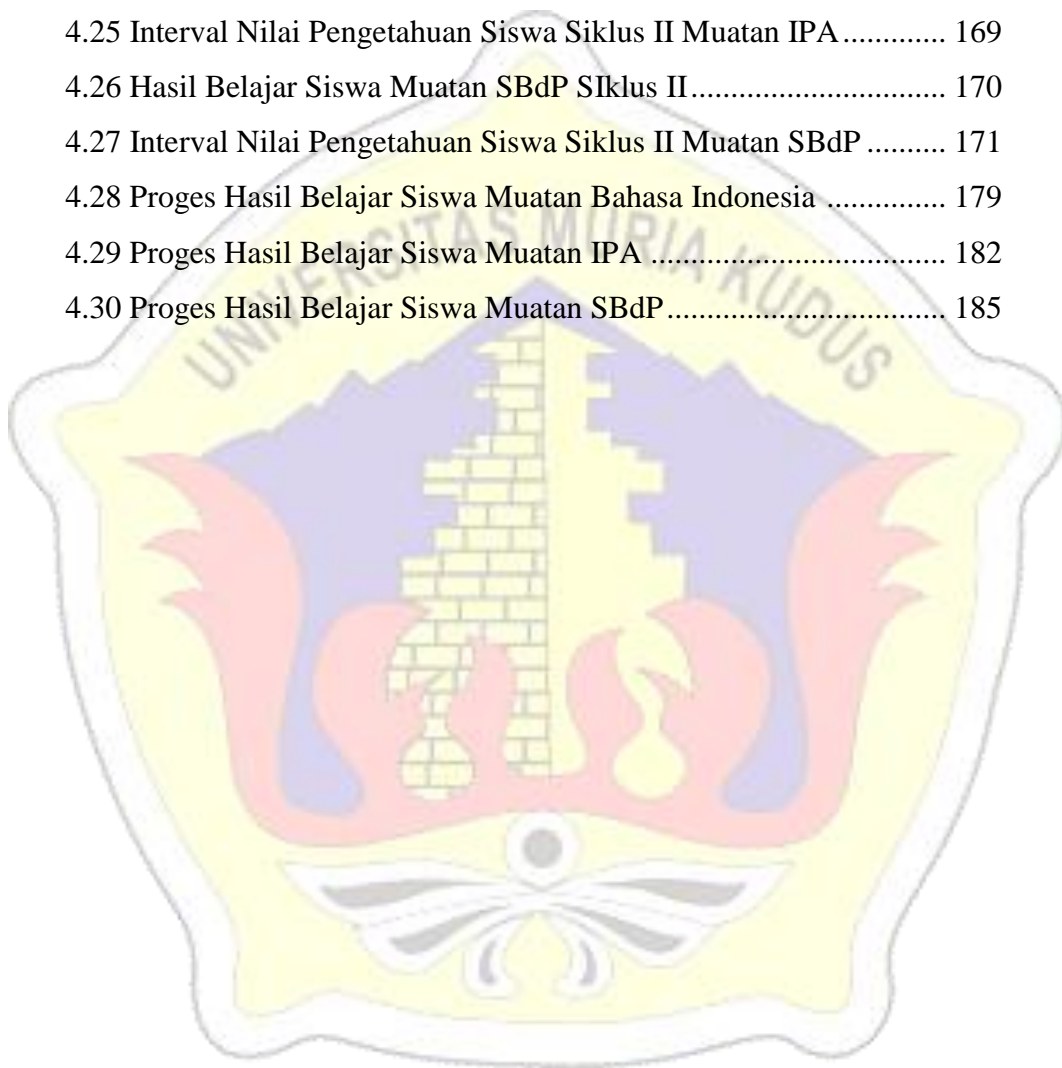 4.25 Interval Nilai Pengetahuan Siswa Siklus II Muatan IPA ............. 169
4.26 Hasil Belajar Siswa Muatan SBdP SIklus II ............................... 170
4.27 Interval Nilai Pengetahuan Siswa Siklus II Muatan SBdP .......... 171
4.28 Proges Hasil Belajar Siswa Muatan Bahasa Indonesia ............... 179
4.29 Proges Hasil Belajar Siswa Muatan IPA .................................. 182
4.30 Proges Hasil Belajar Siswa Muatan SBdP .................................. 185
UNIVERSITAS MURIA KUDUS